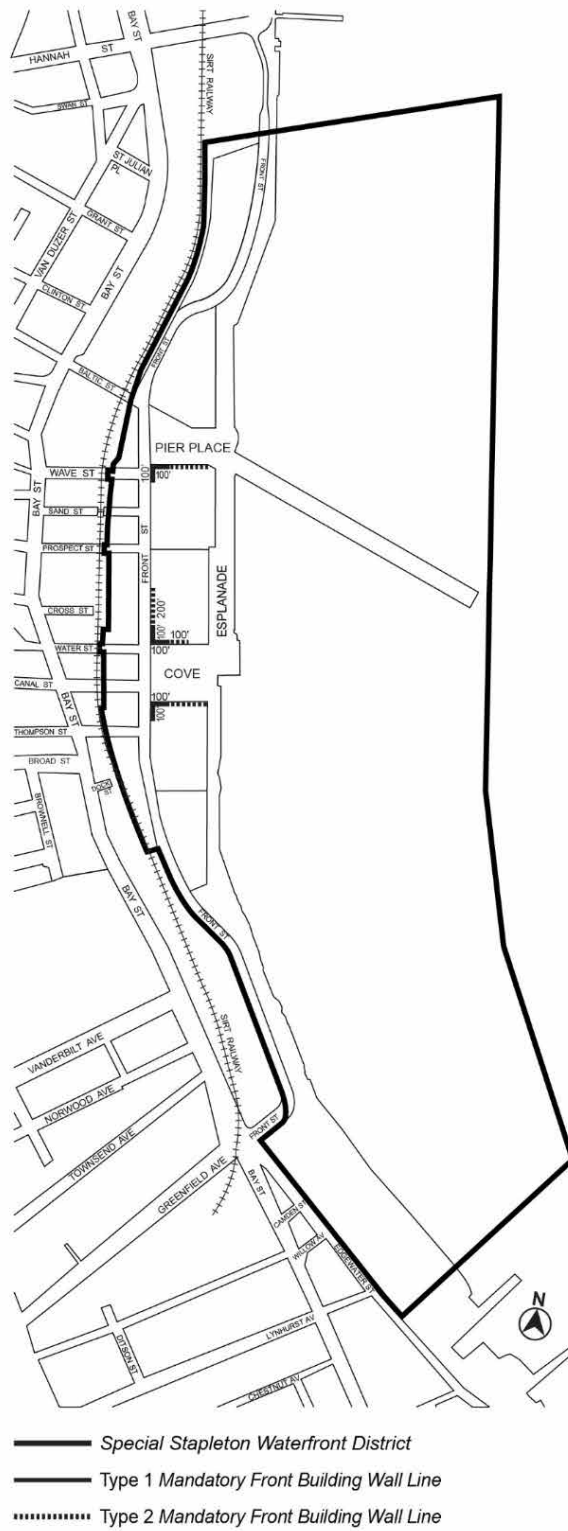 BAY ST
HANNAH ST
SIRT RAILWAY
SWAN ST
ST JULIAN
PL
FRONT ST
GRANT ST
VAN DUZER ST
BAY ST
CLINTON ST
FRONT ST
BALTIC ST
PIER PLACE
WAVE ST
100'
100'
BAY ST
SAND ST
ST
PROSPECT ST
FRONT
ESPLANADE
200'
CROSS ST
100'
100'
WATER ST
100'
COVE
CANAL ST
BAY ST
100'
100'
THOMPSON ST
BROAD ST
DOCK
ST
BROWNELL ST
BAY ST
FRONT ST
SIRT RAILWAY
VANDERBILT AVE
NORWOOD AVE
FRONT ST
TOWNSEND AVE
GREENFIELD AVE
BAY ST
CAMDEN ST
WILLOW AV
EDGEWATER ST
N
LYNHURST AV
DITSON ST
CHESTNUT AV
Special Stapleton Waterfront District
Type 1 Mandatory Front Building Wall Line
Type 2 Mandatory Front Building Wall Line